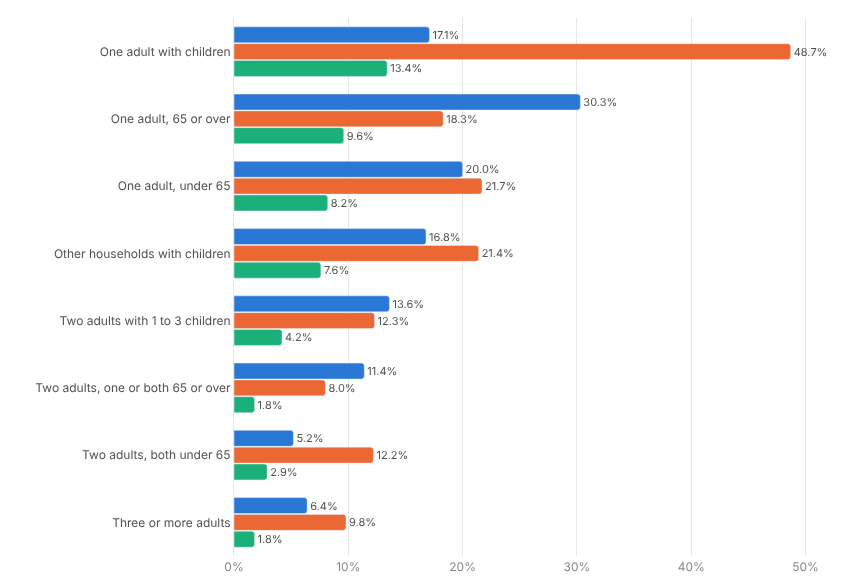 One adult with children
17.1%
48.7%
13.4%
One adult, 65 or over
30.3%
18.3%
9.6%
One adult, under 65
20.0%
21.7%
8.2%
Other households with children
16.8%
21.4%
7.6%
Two adults with 1 to 3 children
13.6%
12.3%
4.2%
Two adults, one or both 65 or over
11.4%
8.0%
1.8%
Two adults, both under 65
5.2%
12.2%
2.9%
Three or more adults
6.4%
9.8%
1.8%
0% 10% 20% 30% 40% 50%